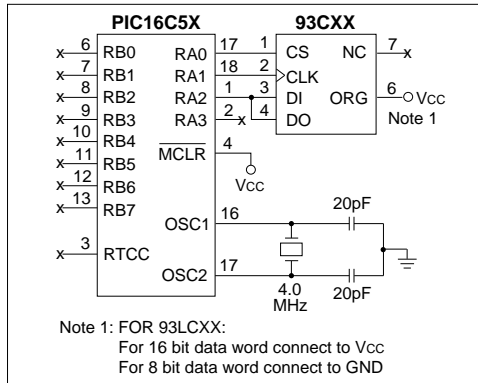 PIC16C5X 93CXX
x 6 RB0 RA0 17 1 CS NC 7 x
x 7 RB1 RA1 18 2 CLK
x 8 RB2 RA2 1 3 DI ORG 6 VCC
x 9 RB3 RA3 2 x 4 DO Note 1
x 10 RB4
x 11 RB5 MCLR 4
x 12 RB6 VCC
x 13 RB7
OSC1 16 20pF
x 3 RTCC
OSC2 17
4.0 20pF
MHz
Note 1: FOR 93LCXX:
For 16 bit data word connect to VCC
For 8 bit data word connect to GND